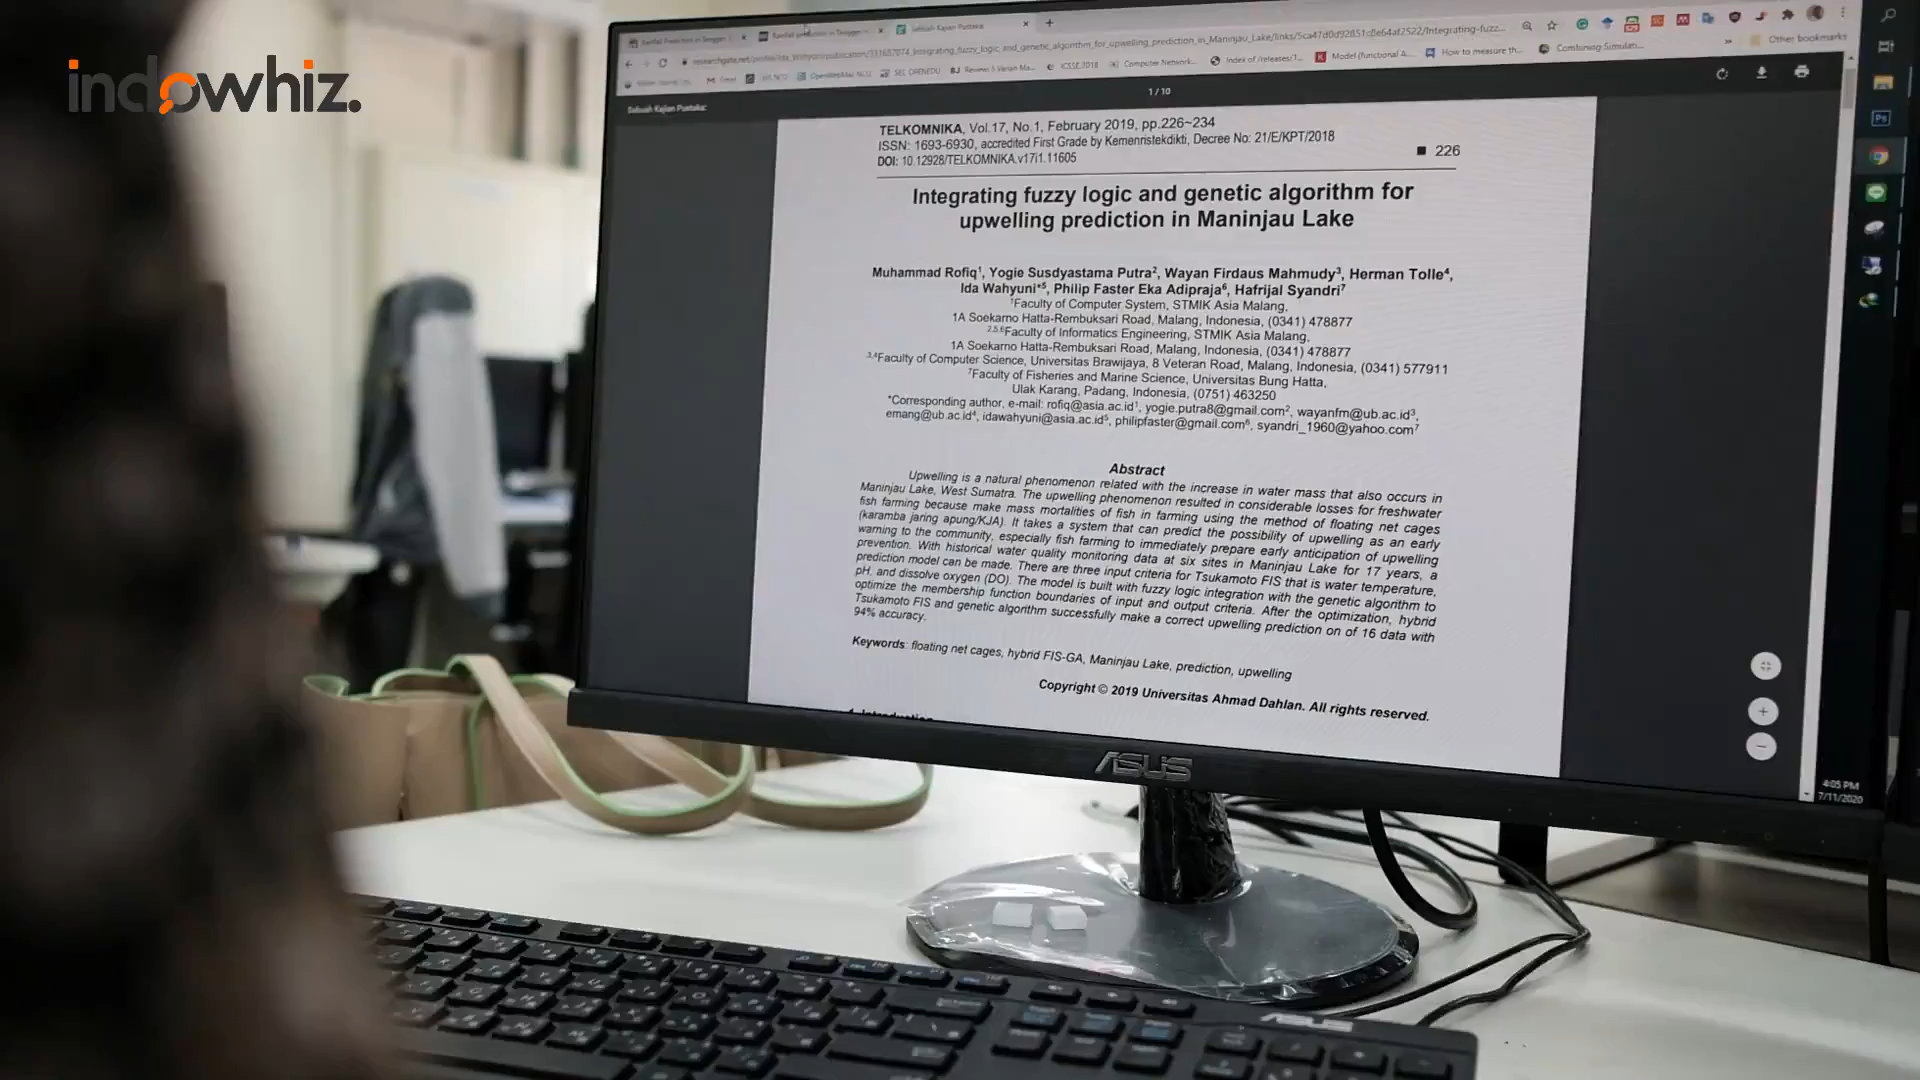 indowhiz.
Sebuah Kajian Pustaka
Other bookmarks
Sebuah Kajian Pustaka:
1 / 10
TELKOMNIKA, Vol.17, No.1, February 2019, pp.226~234
ISSN: 1693-6930, accredited First Grade by Kemenristekdikti, Decree No: 21/E/KPT/2018
DOI: 10.12928/TELKOMNIKA.v17i1.11605
■ 226
Integrating fuzzy logic and genetic algorithm for
upwelling prediction in Maninjau Lake
Muhammad Rofiq1, Yogie Susdyastama Putra2, Wayan Firdaus Mahmudy3, Herman Tolle4,
Ida Wahyuni*5, Philip Faster Eka Adipraja6, Hafrijal Syandri7
1Faculty of Computer System, STMIK Asia Malang,
1A Soekarno Hatta-Rembuksari Road, Malang, Indonesia, (0341) 478877
2,5,6Faculty of Informatics Engineering, STMIK Asia Malang,
1A Soekarno Hatta-Rembuksari Road, Malang, Indonesia, (0341) 478877
3,4Faculty of Computer Science, Universitas Brawijaya, 8 Veteran Road, Malang, Indonesia, (0341) 577911
7Faculty of Fisheries and Marine Science, Universitas Bung Hatta,
Ulak Karang, Padang, Indonesia, (0751) 463250
*Corresponding author, e-mail: rofiq@asia.ac.id1, yogie.putra8@gmail.com2, wayanfm@ub.ac.id3,
emang@ub.ac.id4, idawahyuni@asia.ac.id5, philipfaster@gmail.com6, syandri_1960@yahoo.com7
Abstract
Upwelling is a natural phenomenon related with the increase in water mass that also occurs in
Maninjau Lake, West Sumatra. The upwelling phenomenon resulted in considerable losses for freshwater
fish farming because make mass mortalities of fish in farming using the method of floating net cages
(karamba jaring apung/KJA). It takes a system that can predict the possibility of upwelling as an early
warning to the community, especially fish farming to immediately prepare early anticipation of upwelling
prevention. With historical water quality monitoring data at six sites in Maninjau Lake for 17 years, a
prediction model can be made. There are three input criteria for Tsukamoto FIS that is water temperature,
pH, and dissolve oxygen (DO). The model is built with fuzzy logic integration with the genetic algorithm to
optimize the membership function boundaries of input and output criteria. After the optimization, hybrid
Tsukamoto FIS and genetic algorithm successfully make a correct upwelling prediction on of 16 data with
94% accuracy.
Keywords: floating net cages, hybrid FIS-GA, Maninjau Lake, prediction, upwelling
Copyright © 2019 Universitas Ahmad Dahlan. All rights reserved.
1. Introduction
4:05 PM
7/11/2020
ASUS
ASUS